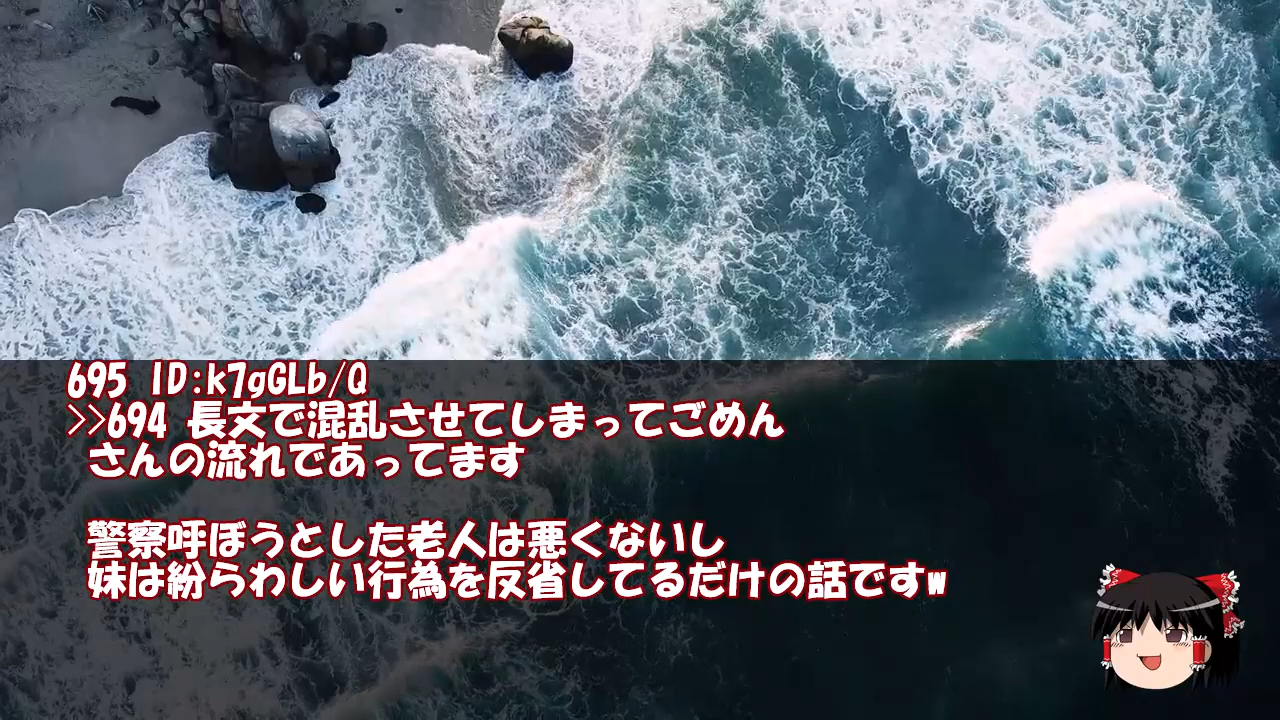 695 ID:k7gGLb/Q
>>694 長文で混乱させてしまってごめん
さんの流れであってます
警察呼ぼうとした老人は悪くないし
妹は紛らわしい行為を反省してるだけの話ですw